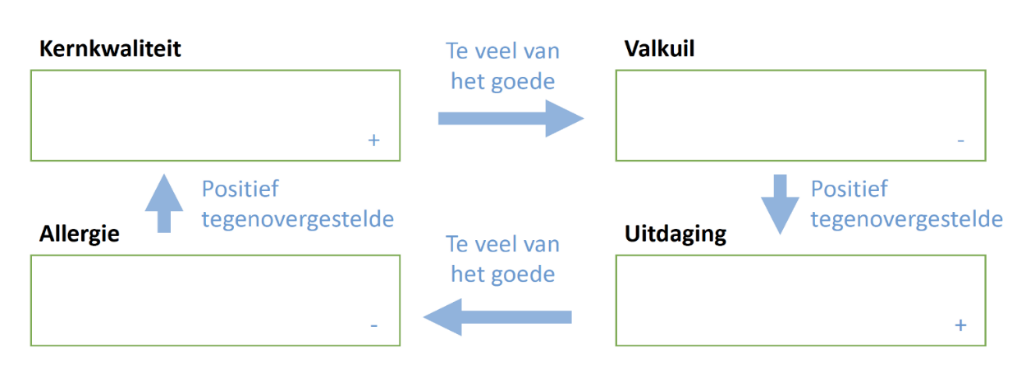 Kernkwaliteit
Te veel van
het goede
Valkuil
+
-
Positief
tegenovergestelde
Positief
tegenovergestelde
Allergie
Te veel van
het goede
Uitdaging
-
+